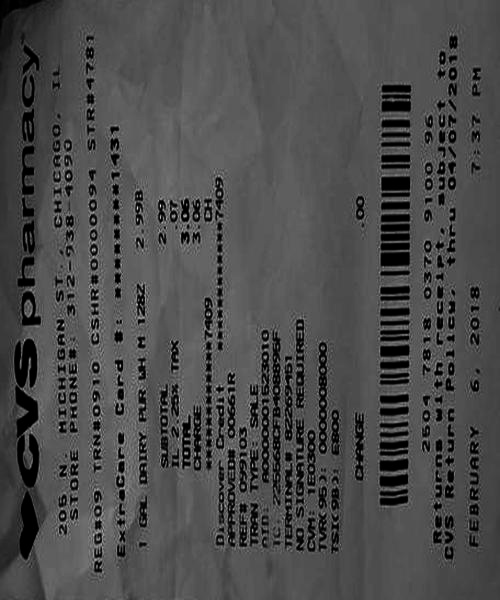 CVS pharmacy
205 N. MICHIGAN ST., CHICAGO, IL
STORE PHONE#: 312-938-4090
REG#09 TRN#0910 CSHR#0000094 STR#4781
ExtraCare Card #: *********1431
1 GAL DAIRY PUR WH M 128Z 2.99B
SUBTOTAL 2.99
IL 2.25% TAX .07
TOTAL 3.06
CHARGE 3.06
************7409 CH
Discover Credit ************7409
APPROVED# 00661R
REF# 099103
TRAN TYPE SALE
AID: A0000001523010
TC:
TERMINAL# 82269451
NO SIGNATURE REQUIRED
CVM: 1E0300
TVR(95): 0000008000
TSI(9B): E800
CHANGE .00
2504 7818 0370 9100 96
Returns with receipt, subject to
CVS Return Policy, thru 04/07/2018
FEBRUARY 6, 2018 7:37 PM